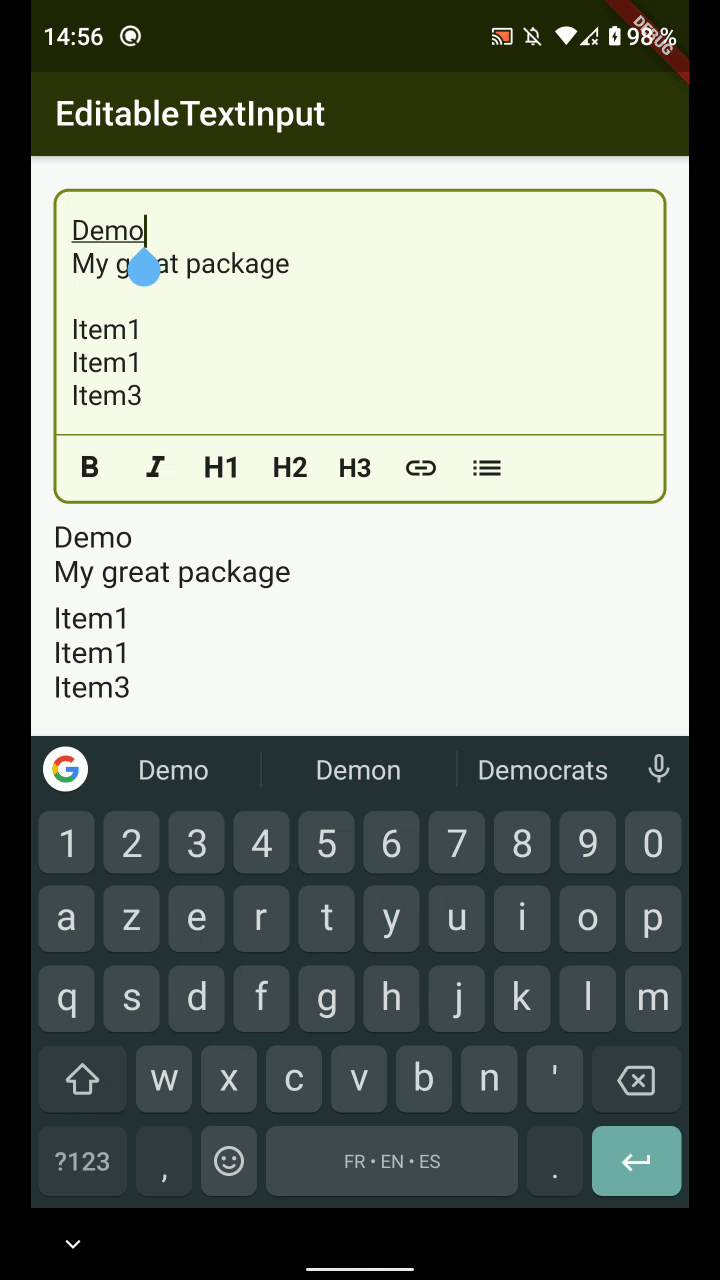 14:56
98%
DEBUG
EditableTextInput
Demo
My great package
Item1
Item1
Item3
B I H1 H2 H3
Demo
My great package
Item1
Item1
Item3
Demo Demon Democrats
1 2 3 4 5 6 7 8 9 0
a z e r t y u i o p
q s d f g h j k l m
w x c v b n '
?123 , FR • EN • ES .